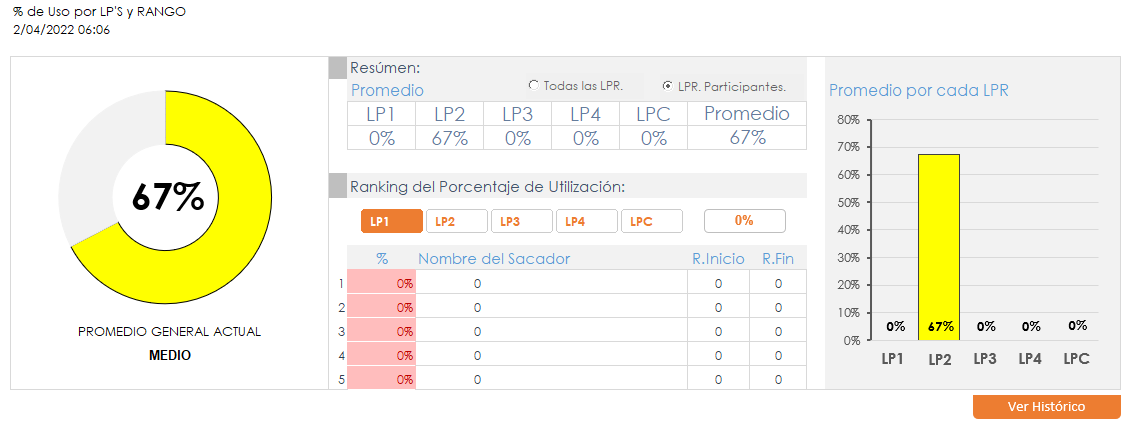 % de Uso por LP'S y RANGO
2/04/2022 06:06
67%
PROMEDIO GENERAL ACTUAL
MEDIO
Resúmen:
Promedio
Todas las LPR.
LPR. Participantes.
LP1 LP2 LP3 LP4 LPC Promedio
0% 67% 0% 0% 0% 67%
Ranking del Porcentaje de Utilización:
LP1 LP2 LP3 LP4 LPC 0%
% Nombre del Sacador R.Inicio R.Fin
1 0% 0 0 0
2 0% 0 0 0
3 0% 0 0 0
4 0% 0 0 0
5 0% 0 0 0
Promedio por cada LPR
80%
70%
60%
50%
40%
30%
20%
10%
0%
0% 67% 0% 0% 0%
LP1 LP2 LP3 LP4 LPC
Ver Histórico